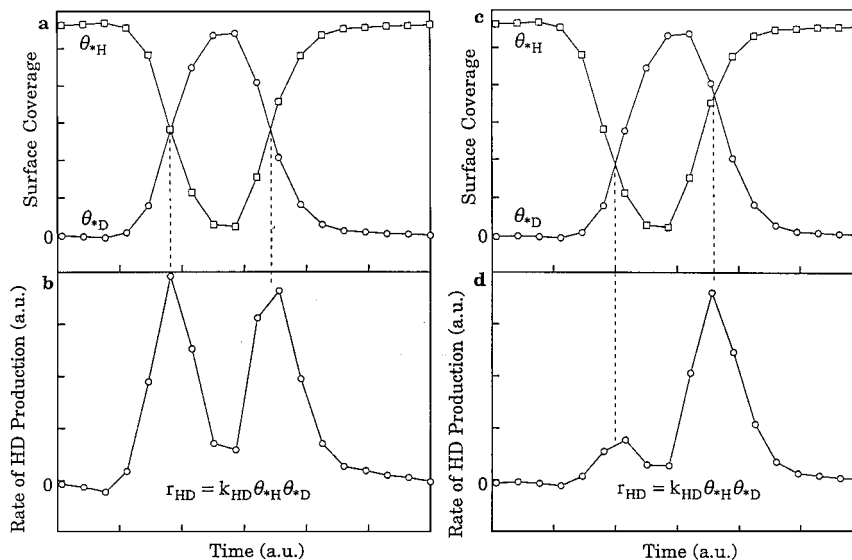 a
θ*H
Surface Coverage
θ*D
0
b
Rate of HD Production (a.u.)
0
r_HD = k_HD θ*H θ*D
Time (a.u.)
c
θ*H
Surface Coverage
θ*D
0
d
Rate of HD Production (a.u.)
0
r_HD = k_HD θ*H θ*D
Time (a.u.)